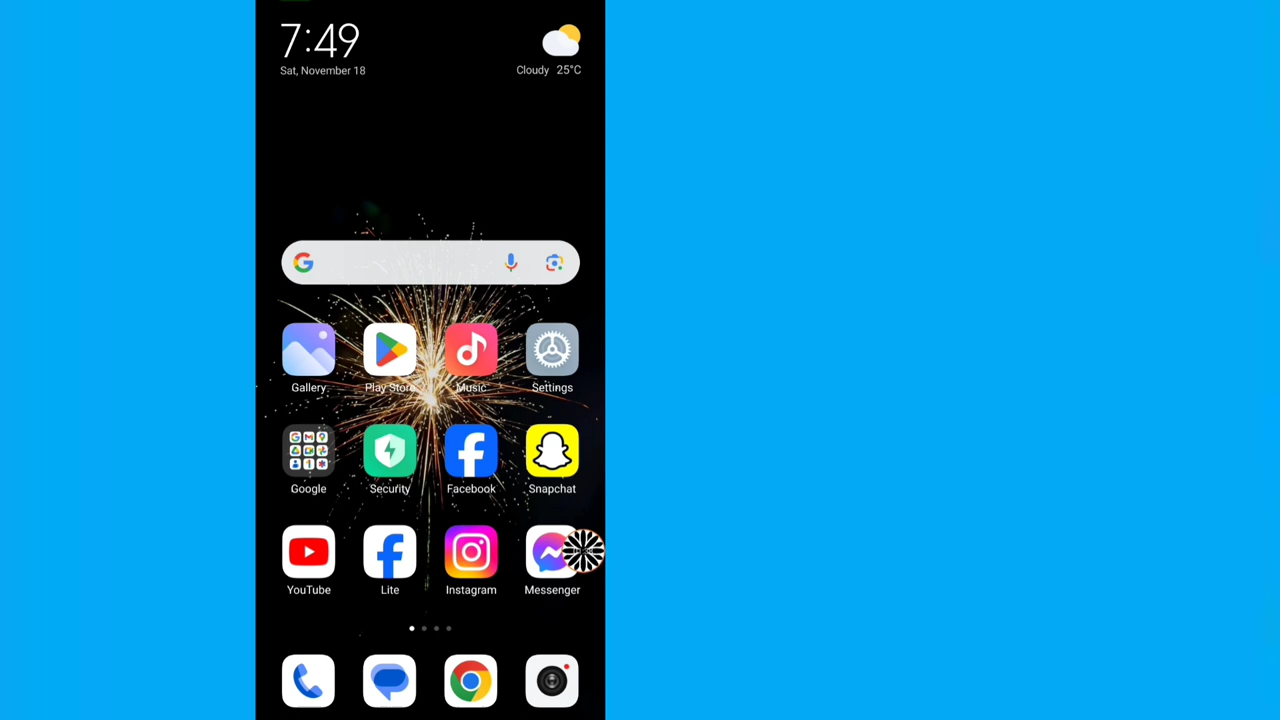 7:49
Sat, November 18
Cloudy 25°C
Gallery
Play Store
Music
Settings
Google
Security
Facebook
Snapchat
YouTube
Lite
Instagram
Messenger